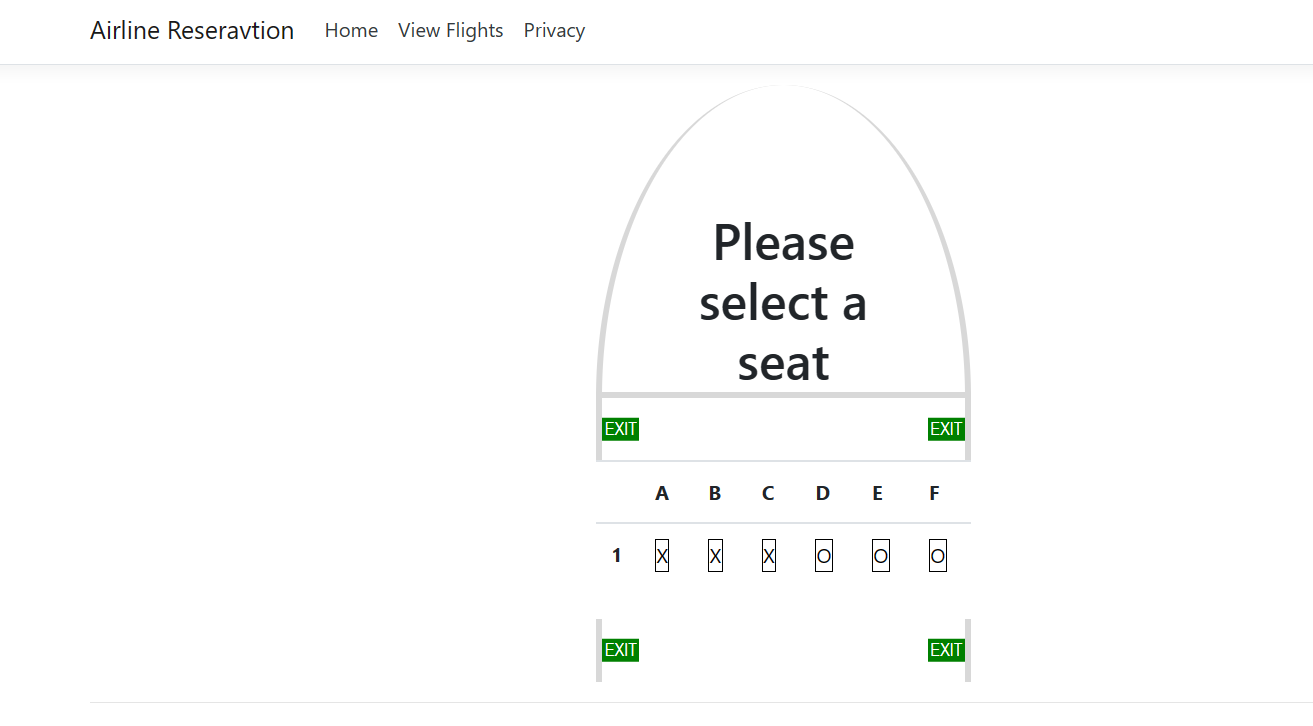 Airline Reseravtion Home View Flights Privacy
Please
select a
seat
EXIT EXIT
A B C D E F
1 X X X O O O
EXIT EXIT